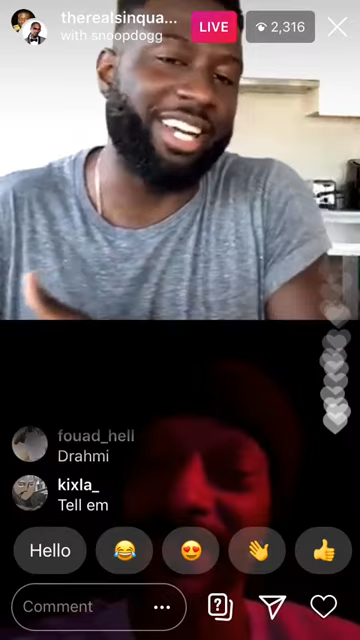 therealsinqua...
with snoopdogg
LIVE
2,316
fouad_hell
Drahmi
kixla_
Tell em
Hello
😂
😍
👋
👍
Comment
...